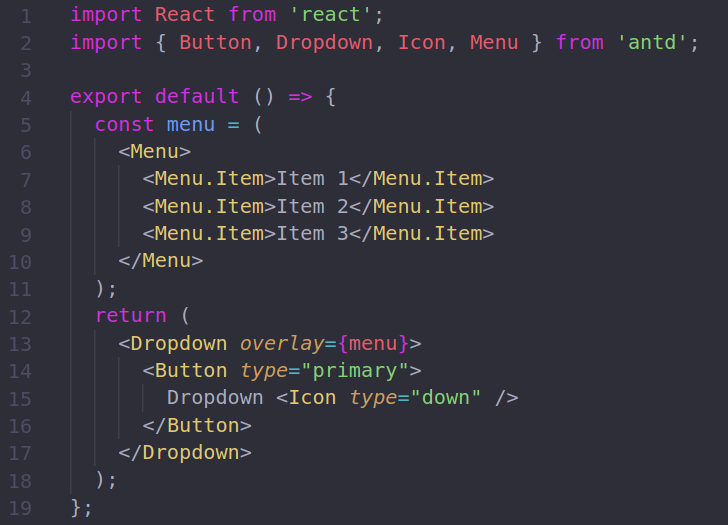 1 import React from 'react';
2 import { Button, Dropdown, Icon, Menu } from 'antd';
3
4 export default () => {
5   const menu = (
6     <Menu>
7       <Menu.Item>Item 1</Menu.Item>
8       <Menu.Item>Item 2</Menu.Item>
9       <Menu.Item>Item 3</Menu.Item>
10     </Menu>
11   );
12   return (
13     <Dropdown overlay={menu}>
14       <Button type="primary">
15         Dropdown <Icon type="down" />
16       </Button>
17     </Dropdown>
18   );
19 };